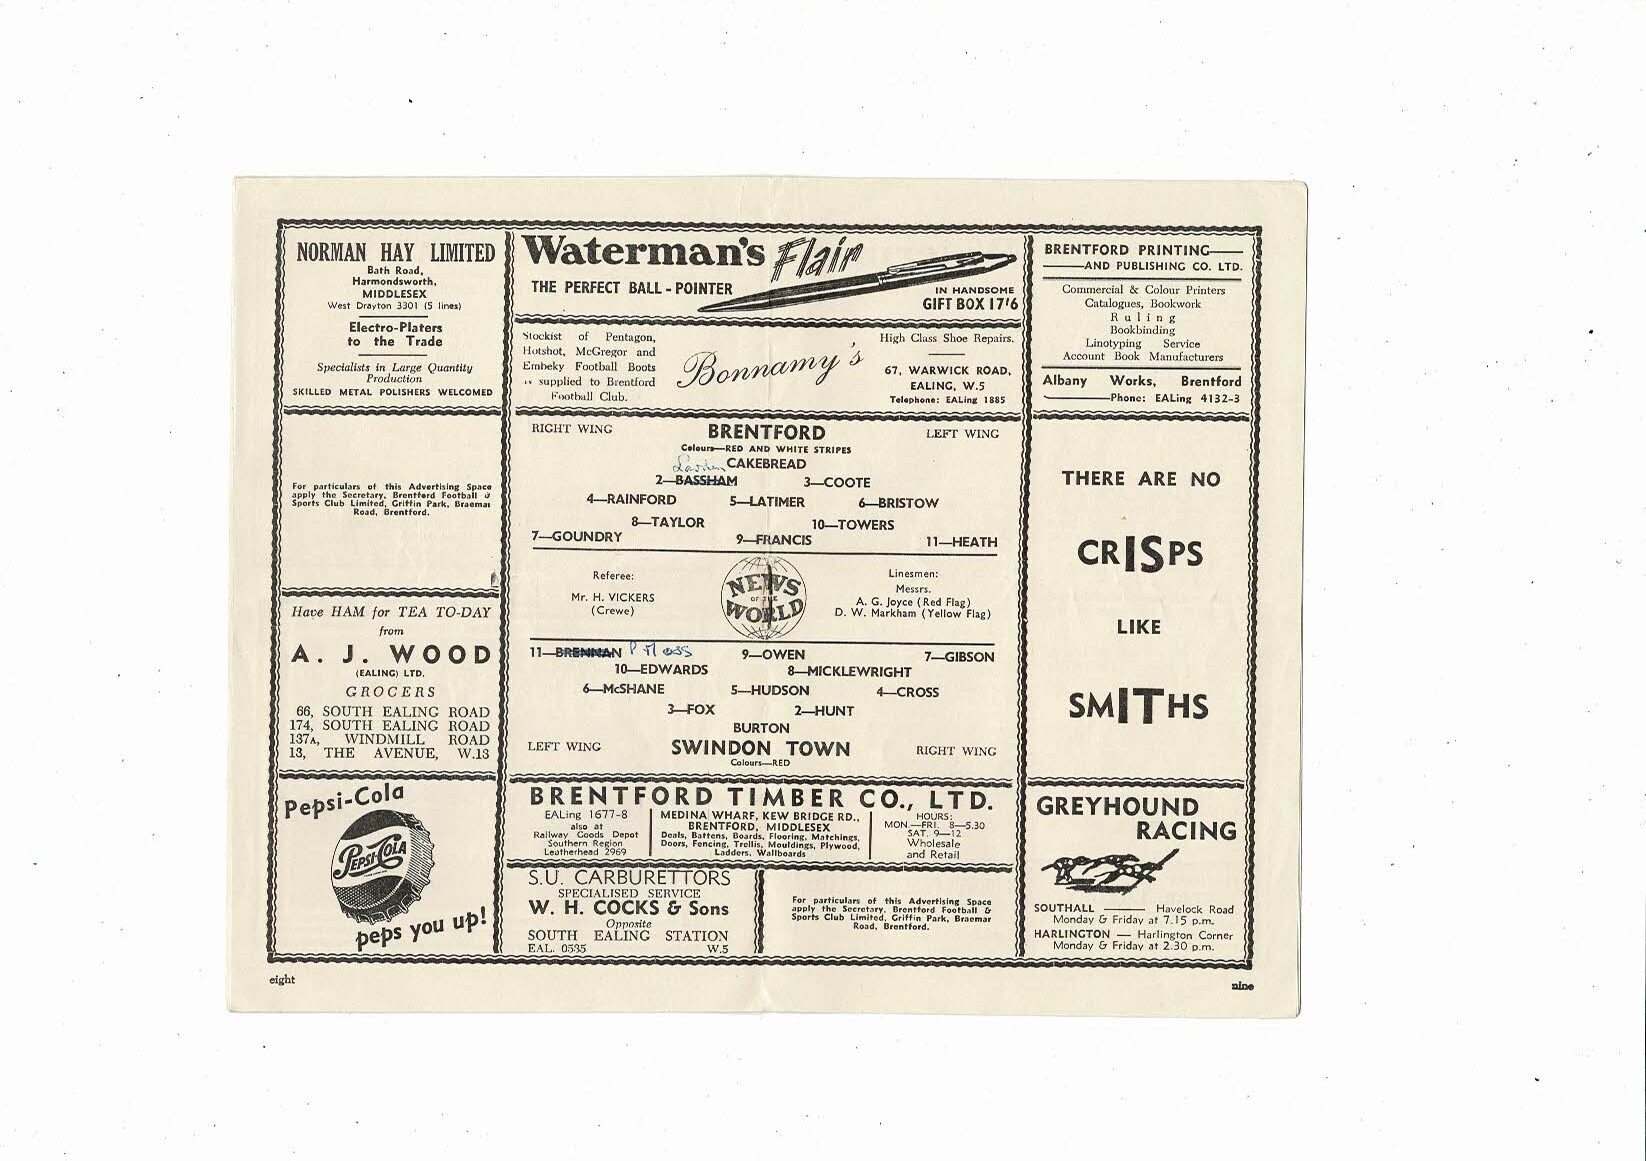 NORMAN HAY LIMITED
Bath Road,
Harmondsworth,
MIDDLESEX
West Drayton 3301 (5 lines)
Electro-Platers
to the Trade
Specialists in Large Quantity
Production
SKILLED METAL POLISHERS WELCOMED
For particulars of this Advertising Space
apply the Secretary, Brentford Football &
Sports Club Limited, Griffin Park, Braemar
Road, Brentford.
Have HAM for TEA TO-DAY
from
A. J. WOOD
(EALING) LTD.
GROCERS
66, SOUTH EALING ROAD
174, SOUTH EALING ROAD
137A, WINDMILL ROAD
13, THE AVENUE, W.13
Pepsi-Cola
PEPSI-COLA
peps you up!
Waterman's Flair
THE PERFECT BALL-POINTER
IN HANDSOME
GIFT BOX 17'6
Stockist of Pentagon,
Hotshot, McGregor and
Embeky Football Boots
as supplied to Brentford
Football Club.
Bonnamy's
High Class Shoe Repairs.
67, WARWICK ROAD,
EALING, W.5
Telephone: EALing 1885
RIGHT WING
BRENTFORD
LEFT WING
Colours—RED AND WHITE STRIPES
CAKEBREAD
2—BASSHAM 3—COOTE
4—RAINFORD 5—LATIMER 6—BRISTOW
8—TAYLOR 10—TOWERS
7—GOUNDRY 9—FRANCIS 11—HEATH
Referee:
Mr. H. VICKERS
(Crewe)
NEWS
OF THE
WORLD
Linesmen:
Messrs.
A. G. Joyce (Red Flag)
D. W. Markham (Yellow Flag)
11—BRENNAN 9—OWEN 7—GIBSON
10—EDWARDS 8—MICKLEWRIGHT
6—McSHANE 5—HUDSON 4—CROSS
3—FOX 2—HUNT
BURTON
LEFT WING SWINDON TOWN RIGHT WING
Colours—RED
BRENTFORD TIMBER CO., LTD.
EALing 1677-8
also at
Railway Goods Depot
Southern Region
Leatherhead 2969
MEDINA WHARF, KEW BRIDGE RD.,
BRENTFORD, MIDDLESEX
Deals, Battens, Boards, Flooring, Matchings,
Doors, Fencing, Trellis, Mouldings, Plywood,
Ladders, Wallboards
HOURS:
MON.—FRI. 8—5.30
SAT. 9—12
Wholesale
and Retail
S.U. CARBURETTORS
SPECIALISED SERVICE
W. H. COCKS & Sons
Opposite
SOUTH EALING STATION
EAL. 0535 W.5
For particulars of this Advertising Space
apply the Secretary, Brentford Football &
Sports Club Limited, Griffin Park, Braemar
Road, Brentford.
BRENTFORD PRINTING—
—AND PUBLISHING CO. LTD.
Commercial & Colour Printers
Catalogues, Bookwork
Ruling
Bookbinding
Linotyping Service
Account Book Manufacturers
Albany Works, Brentford
—Phone: EALing 4132-3
THERE ARE NO
CRISPS
LIKE
SMITHS
GREYHOUND
RACING
SOUTHALL — Havelock Road
Monday & Friday at 7.15 p.m.
HARLINGTON — Harlington Corner
Monday & Friday at 2.30 p.m.
eight
nine